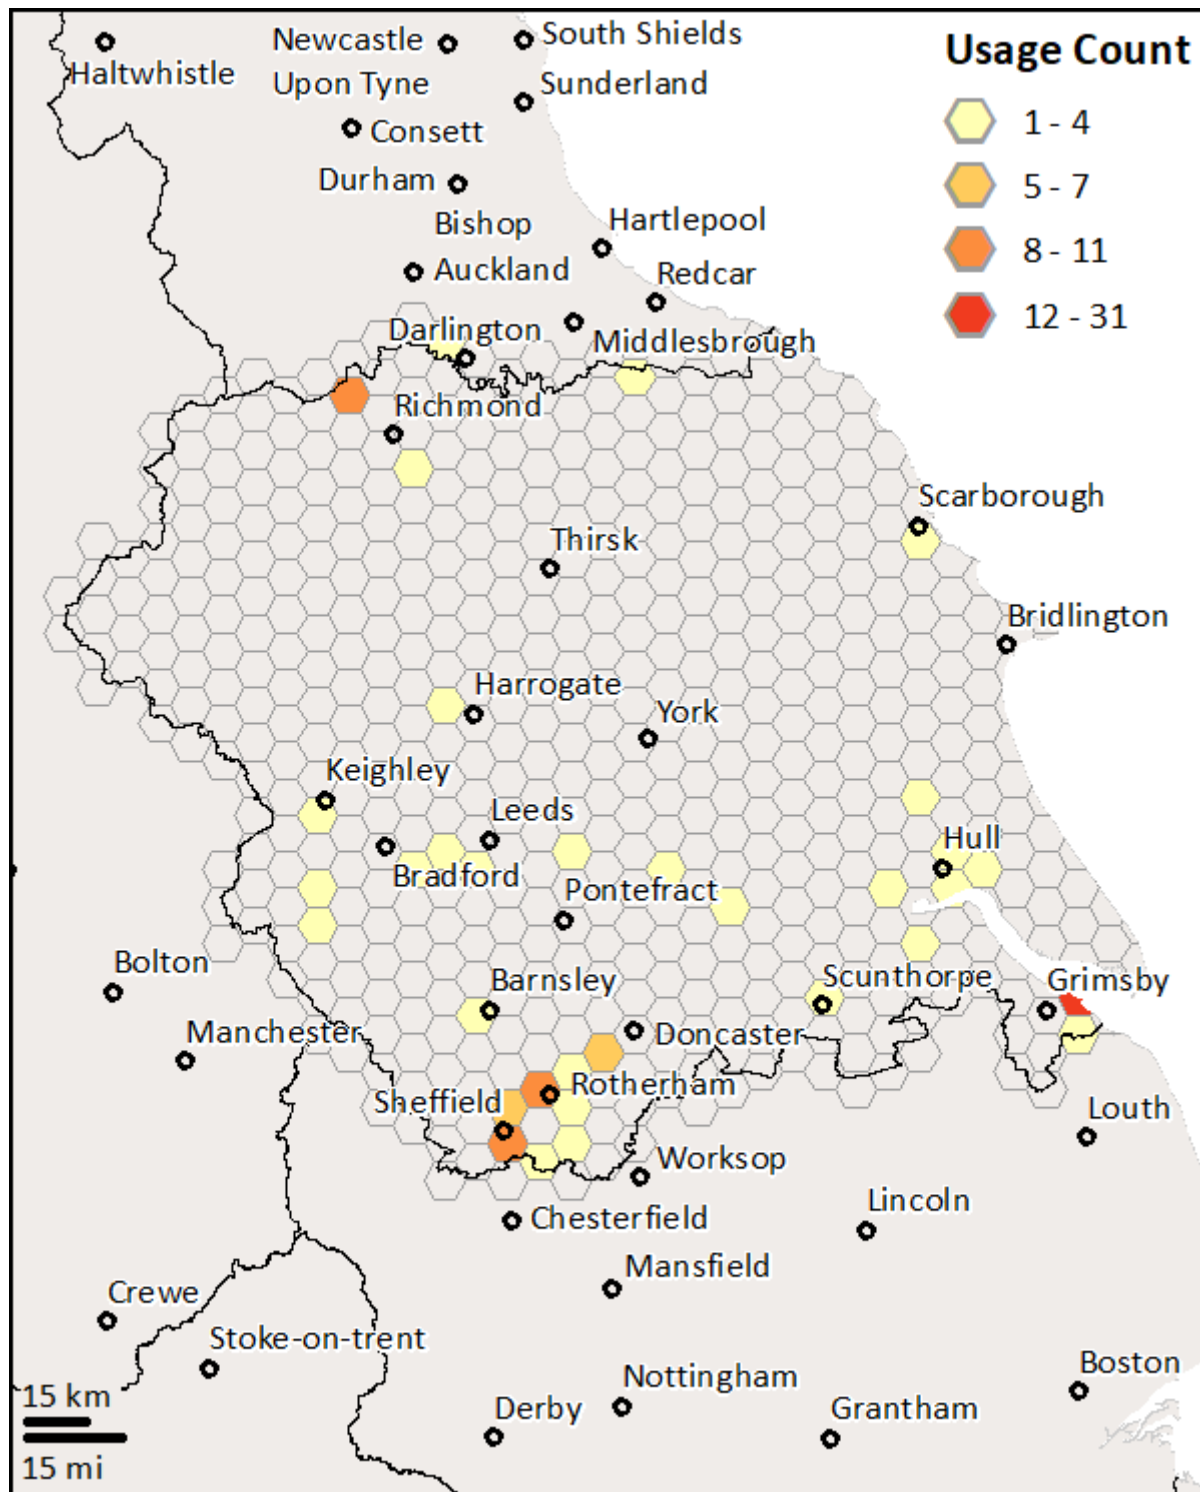 Newcastle
Upon Tyne
South Shields
Usage Count
Haltwhistle
Sunderland
1 - 4
Consett
Durham
5 - 7
Bishop
Auckland
Hartlepool
8 - 11
Redcar
12 - 31
Darlington
Middlesbrough
Richmond
Scarborough
Thirsk
Bridlington
Harrogate
York
Keighley
Leeds
Hull
Bradford
Pontefract
Bolton
Barnsley
Scunthorpe
Grimsby
Manchester
Doncaster
Rotherham
Sheffield
Louth
Worksop
Lincoln
Chesterfield
Mansfield
Crewe
Stoke-on-trent
Nottingham
Boston
15 km
Derby
Grantham
15 mi